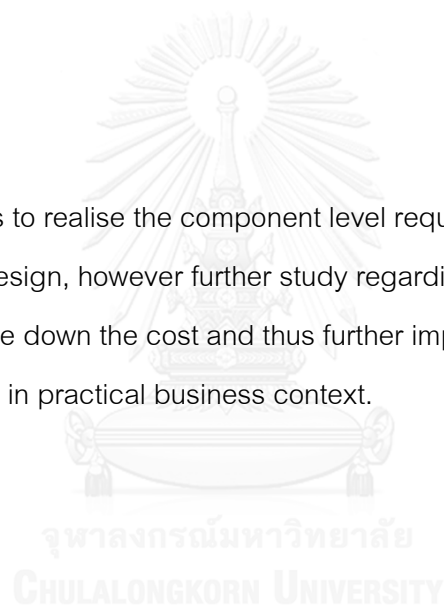 s to realise the component level requ
esign, however further study regardi
e down the cost and thus further imp
in practical business context.
จุฬาลงกรณ์มหาวิทยาลัย
CHULALONGKORN UNIVERSITY